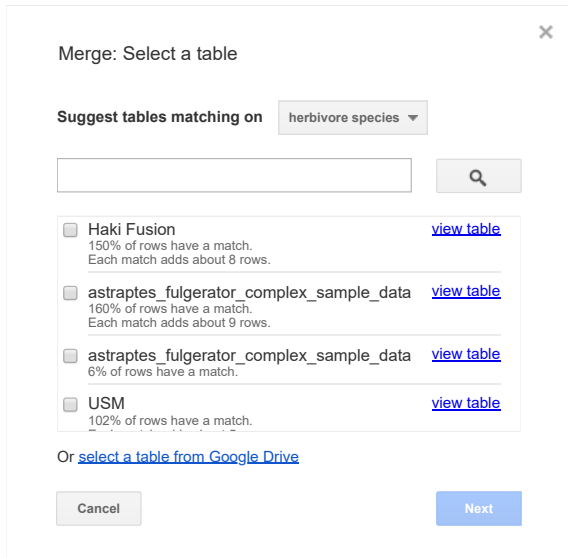 Merge: Select a table
Suggest tables matching on herbivore species
Haki Fusion view table
150% of rows have a match.
Each match adds about 8 rows.
astraptes_fulgerator_complex_sample_data view table
160% of rows have a match.
Each match adds about 9 rows.
astraptes_fulgerator_complex_sample_data view table
6% of rows have a match.
USM view table
102% of rows have a match.
Or select a table from Google Drive
Cancel Next